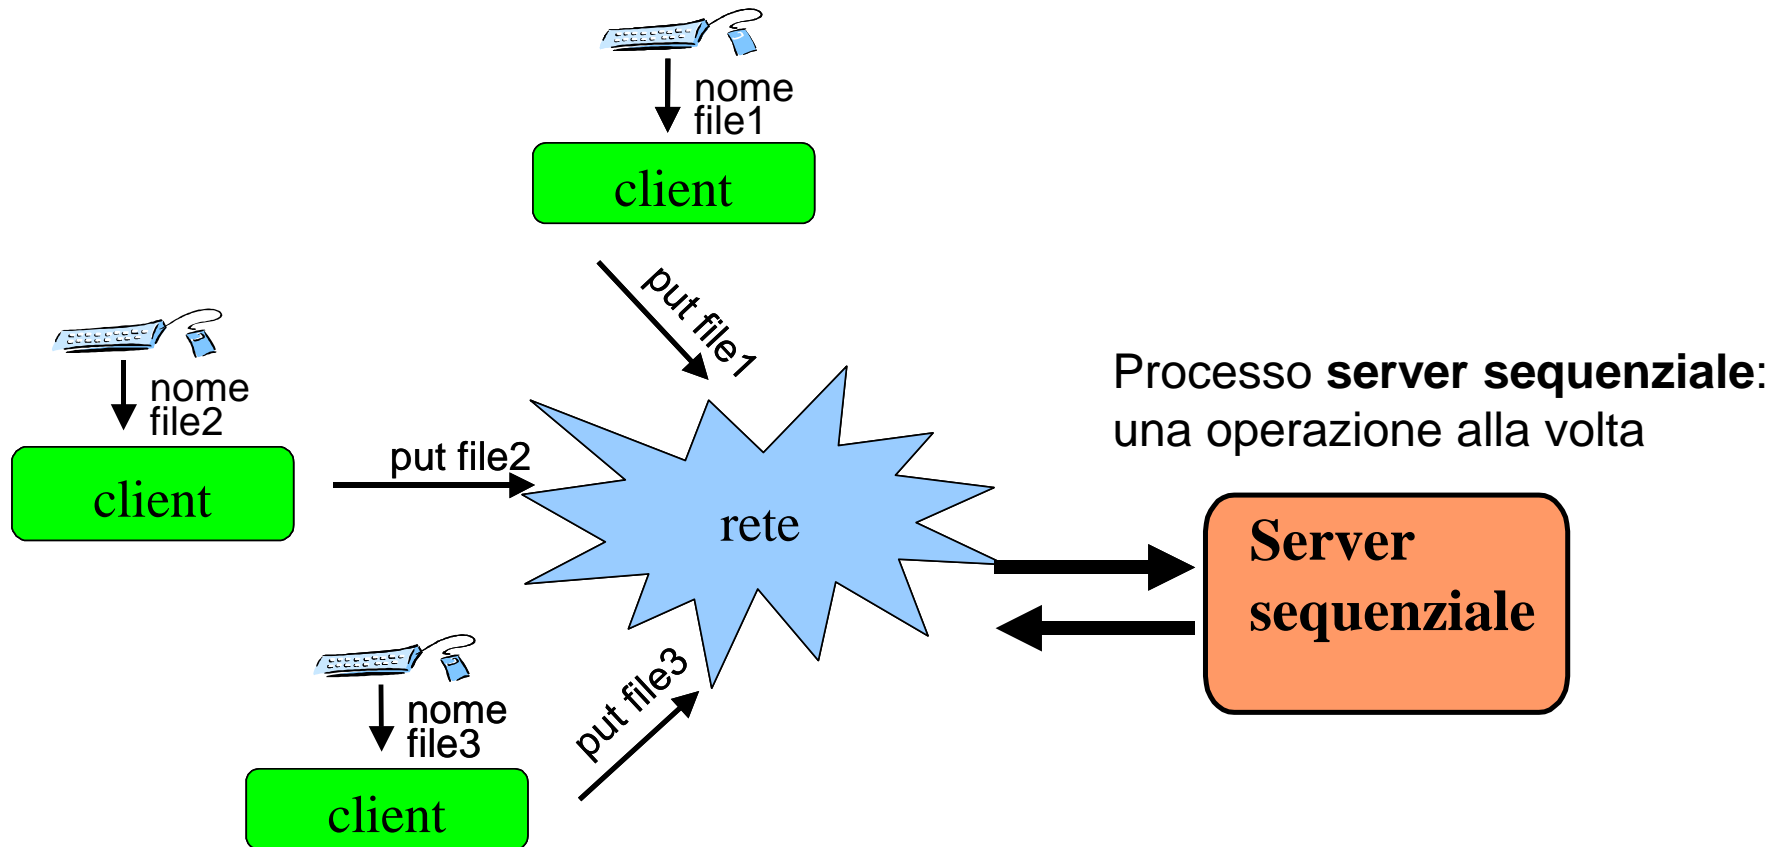 nome
file1
client
put file1
nome
file2
client
put file2
rete
nome
file3
client
put file3
Processo server sequenziale:
una operazione alla volta
Server
sequenziale